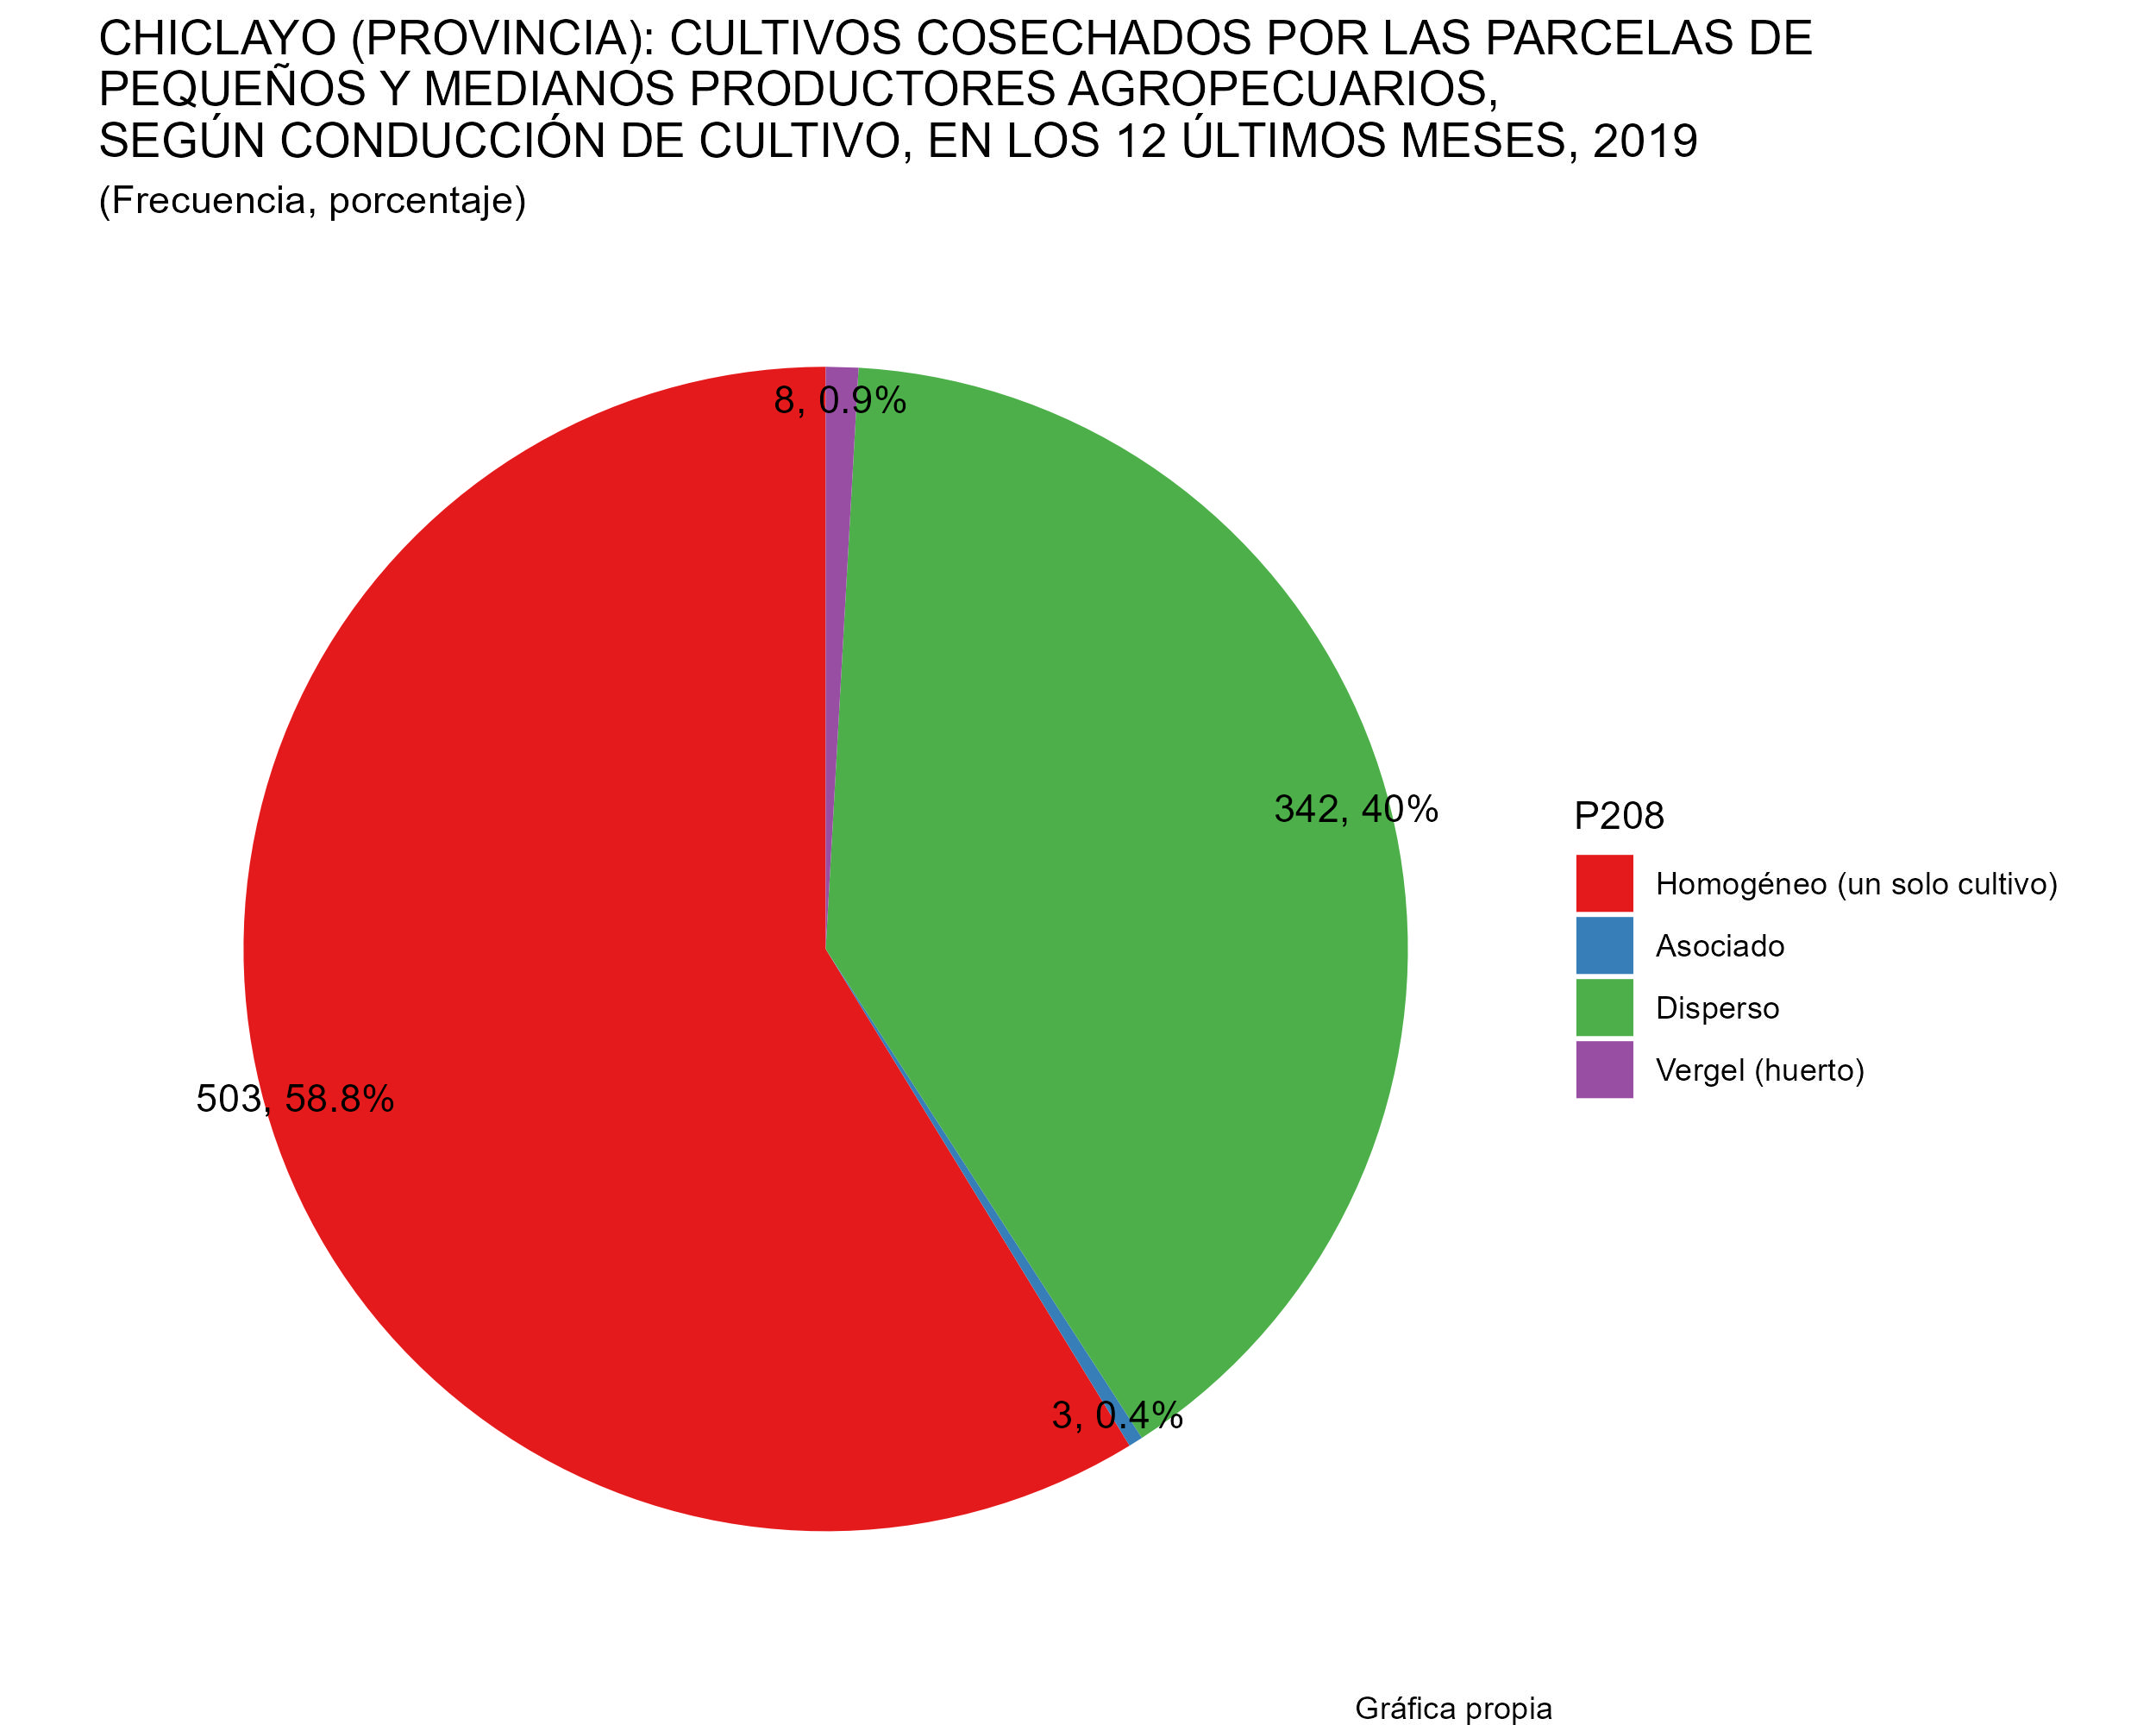 CHICLAYO (PROVINCIA): CULTIVOS COSECHADOS POR LAS PARCELAS DE
PEQUEÑOS Y MEDIANOS PRODUCTORES AGROPECUARIOS,
SEGÚN CONDUCCIÓN DE CULTIVO, EN LOS 12 ÚLTIMOS MESES, 2019
(Frecuencia, porcentaje)
8, 0.9%
342, 40%
503, 58.8%
3, 0.4%
P208
Homogéneo (un solo cultivo)
Asociado
Disperso
Vergel (huerto)
Gráfica propia